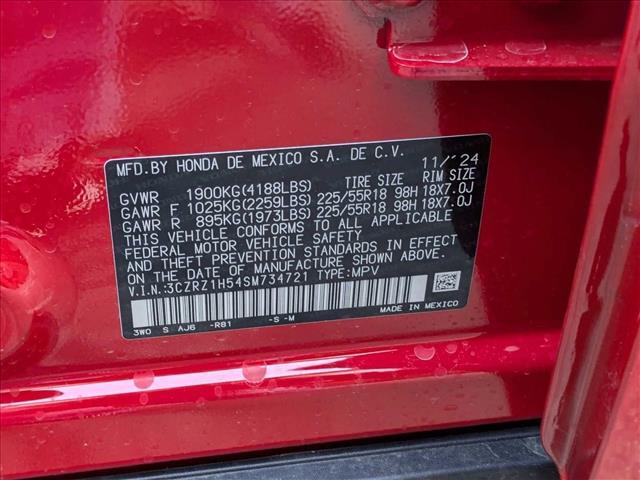 MFD.BY HONDA DE MEXICO S.A. DE C.V. 11/'24
TIRE SIZE RIM SIZE
GVWR 1900KG(4188LBS)
GAWR F 1025KG(2259LBS) 225/55R18 98H 18X7.0J
GAWR R 895KG(1973LBS) 225/55R18 98H 18X7.0J
THIS VEHICLE CONFORMS TO ALL APPLICABLE
FEDERAL MOTOR VEHICLE SAFETY
AND THEFT PREVENTION STANDARDS IN EFFECT
ON THE DATE OF MANUFACTURE SHOWN ABOVE.
V.I.N.:3CZRZ1H54SM734721 TYPE:MPV
MADE IN MEXICO
3W0 S AJ6 -R81 -S -M